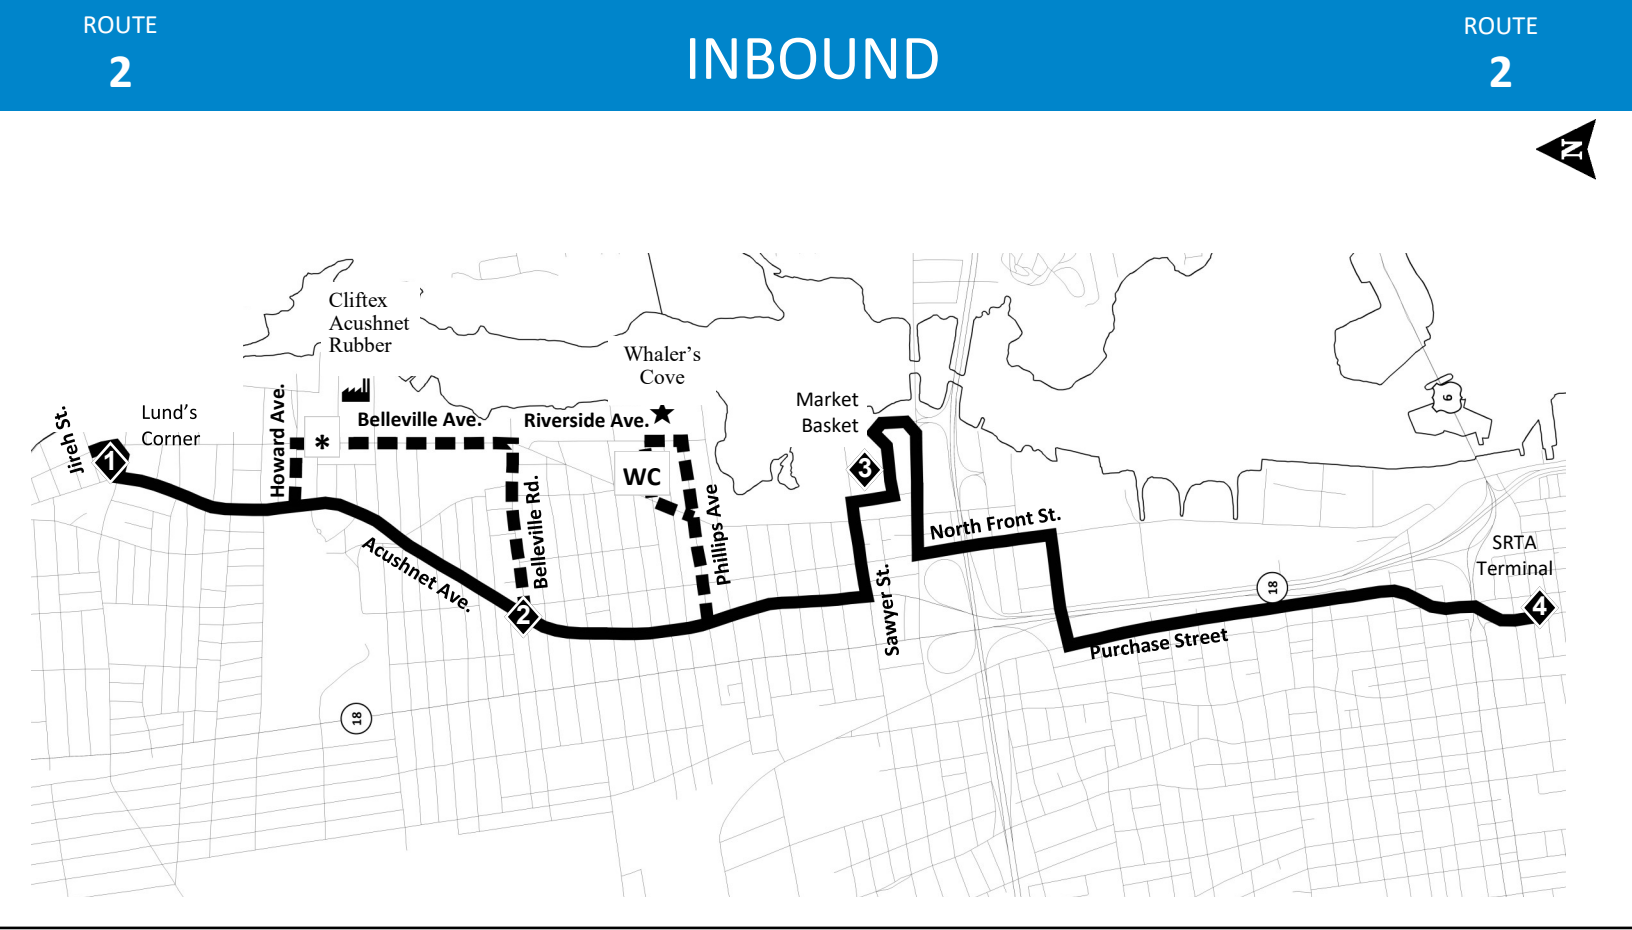 ROUTE
2
INBOUND
ROUTE
2
N
Cliftex
Acushnet
Rubber
Whaler's
Cove
Market
Basket
Lund's
Corner
Jireh St.
1
Howard Ave.
*
Belleville Ave.
Riverside Ave.
WC
3
6
Belleville Rd.
Phillips Ave
North Front St.
Acushnet Ave.
2
Sawyer St.
18
SRTA
Terminal
4
Purchase Street
18